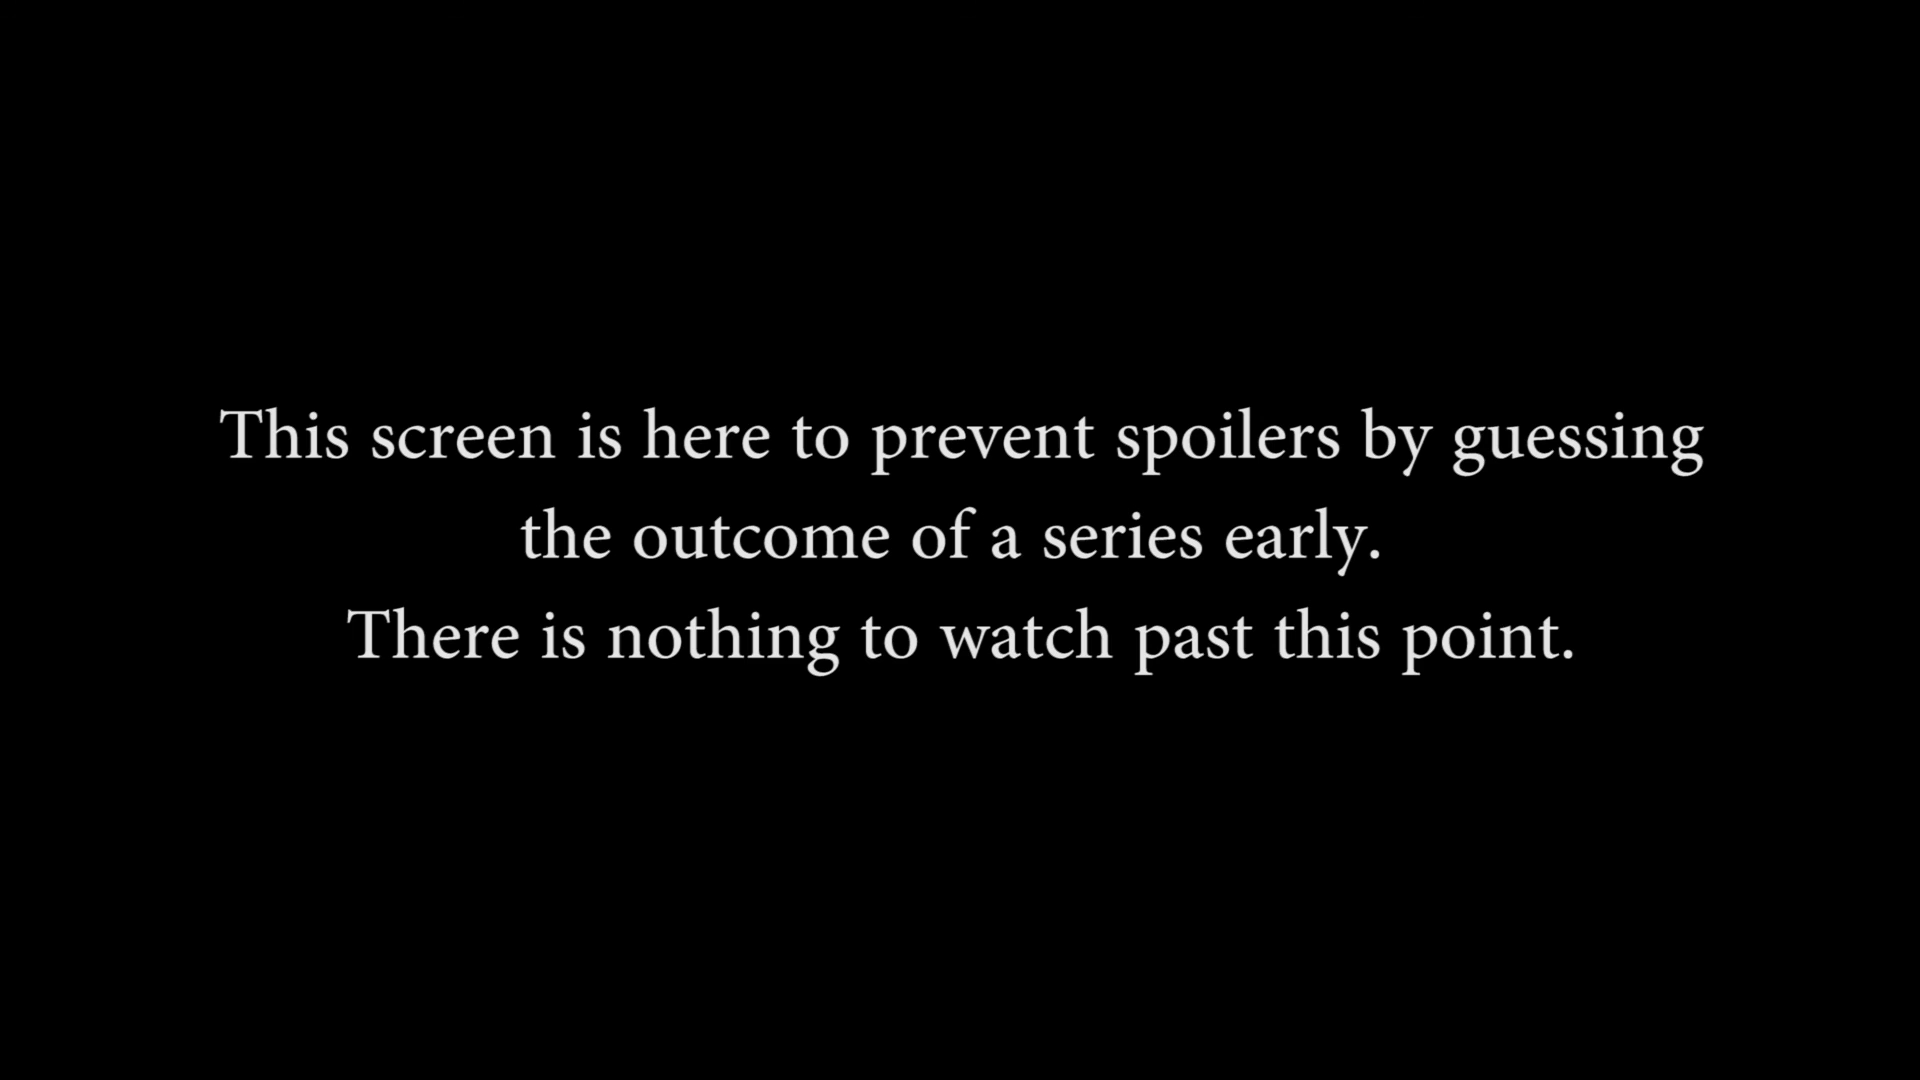 This screen is here to prevent spoilers by guessing
the outcome of a series early.
There is nothing to watch past this point.